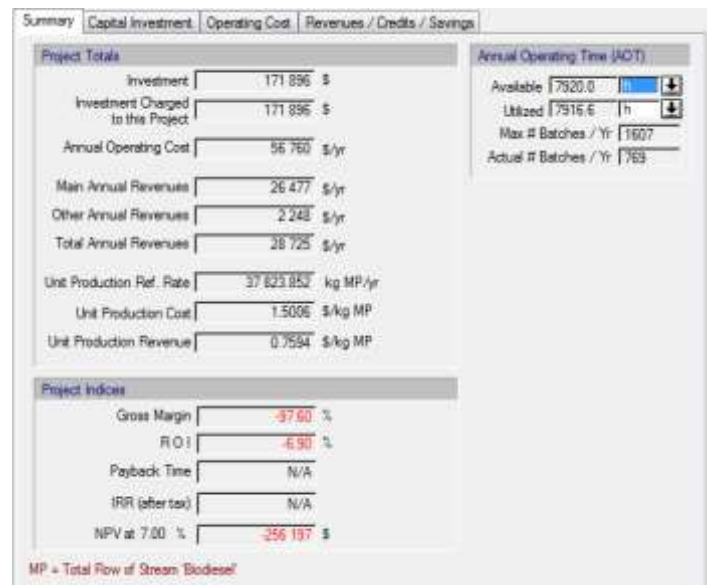 Summary Capital Investment Operating Cost Revenues / Credits / Savings
Project Totals
Investment 171 896 $
Investment Charged
to this Project 171 896 $
Annual Operating Cost 56 760 $/yr
Main Annual Revenues 26 477 $/yr
Other Annual Revenues 2 248 $/yr
Total Annual Revenues 28 725 $/yr
Unit Production Ref. Rate 37 823.852 kg MP/yr
Unit Production Cost 1.5006 $/kg MP
Unit Production Revenue 0.7594 $/kg MP
Project Indices
Gross Margin -97.60 %
R O I -6.90 %
Payback Time N/A
IRR (after tax) N/A
NPV at 7.00 % -256 197 $
MP = Total Flow of Stream 'Biodiesel'
Annual Operating Time (AOT)
Available 7920.0 h
Utilized 7916.6 h
Max # Batches / Yr 1607
Actual # Batches / Yr 769